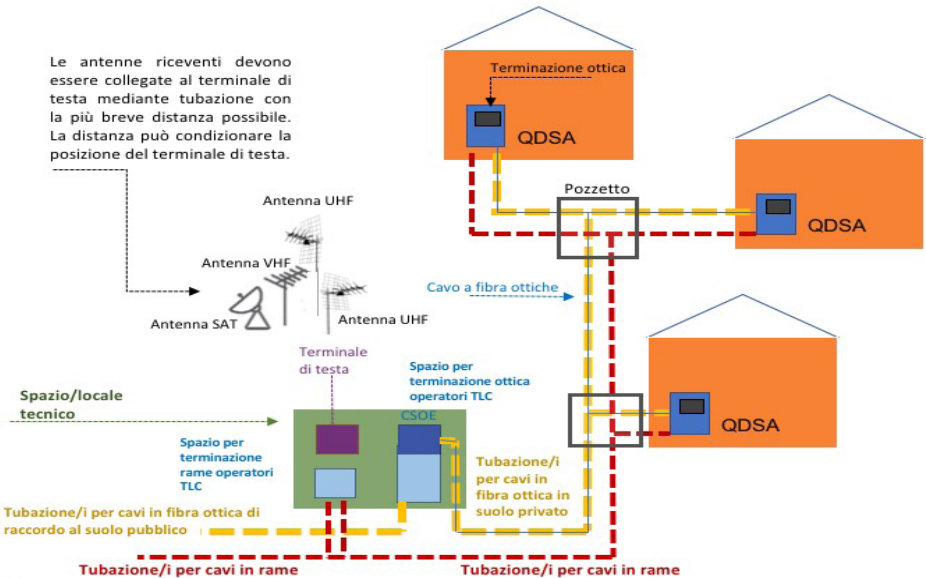 Le antenne riceventi devono
essere collegate al terminale di
testa mediante tubazione con
la più breve distanza possibile.
La distanza può condizionare la
posizione del terminale di testa.
Terminazione ottica
QDSA
Pozzetto
QDSA
Antenna UHF
Antenna VHF
Antenna SAT
Antenna UHF
Cavo a fibra ottiche
Terminale
di testa
Spazio per
terminazione ottica
operatori TLC
CSOE
Spazio/locale
tecnico
Spazio per
terminazione
rame operatori
TLC
QDSA
Tubazione/i
per cavi in
fibra ottica in
suolo privato
Tubazione/i per cavi in fibra ottica di
raccordo al suolo pubblico
Tubazione/i per cavi in rame
Tubazione/i per cavi in rame